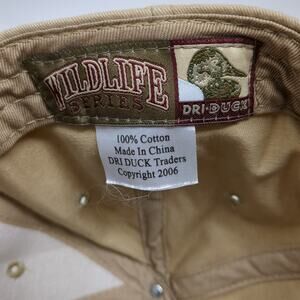 WILDLIFE
SERIES
DRI-DUCK
100% Cotton
Made In China
DRI DUCK Traders
Copyright 2006